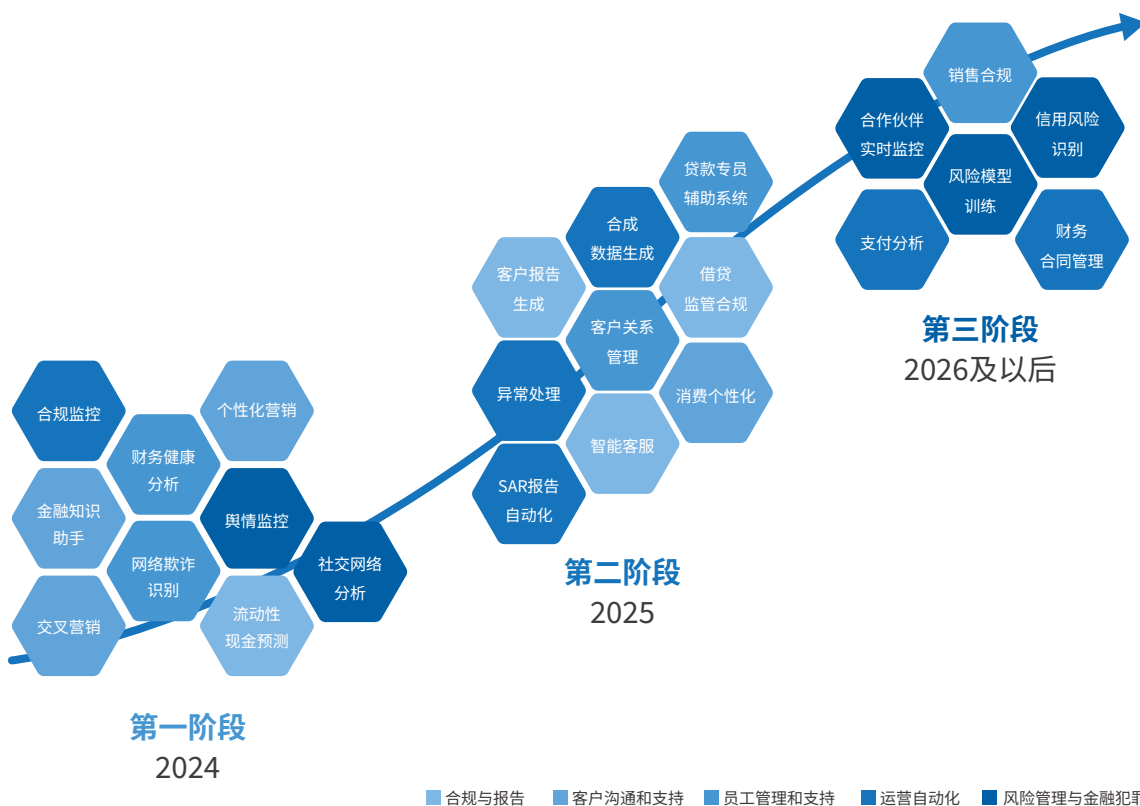 合规监控
个性化营销
财务健康
分析
金融知识
助手
舆情监控
网络欺诈
识别
社交网络
分析
交叉营销
流动性
现金预测
第一阶段
2024
贷款专员
辅助系统
合成
数据生成
客户报告
生成
借贷
监管合规
客户关系
管理
异常处理
消费个性化
智能客服
SAR报告
自动化
第二阶段
2025
销售合规
合作伙伴
实时监控
信用风险
识别
风险模型
训练
支付分析
财务
合同管理
第三阶段
2026及以后
合规与报告
客户沟通和支持
员工管理和支持
运营自动化
风险管理与金融犯罪